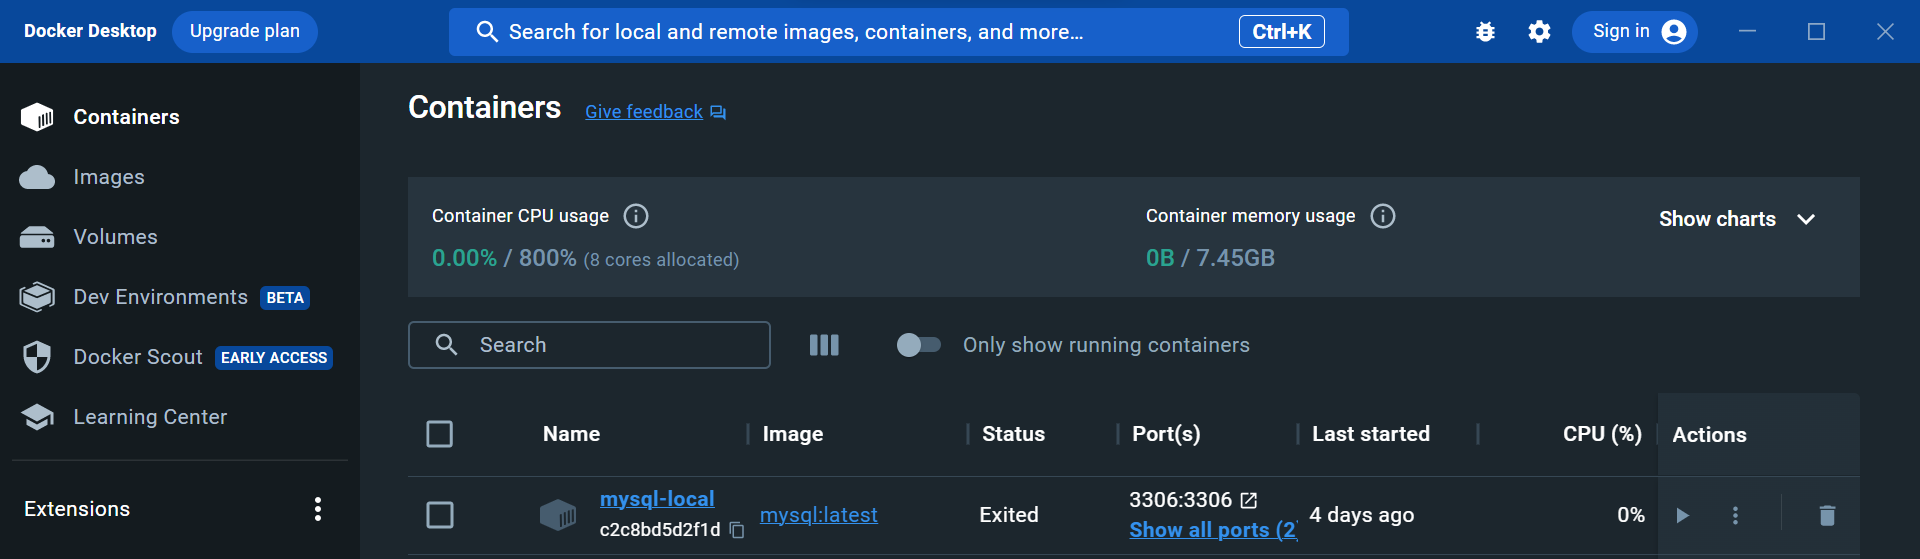 Docker Desktop Upgrade plan Search for local and remote images, containers, and more... Ctrl+K Sign in
Containers
Images
Volumes
Dev Environments BETA
Docker Scout EARLY ACCESS
Learning Center
Extensions
Containers Give feedback
Container CPU usage
0.00% / 800% (8 cores allocated)
Container memory usage
0B / 7.45GB
Show charts
Search
Only show running containers
Name Image Status Port(s) Last started CPU (%) Actions
mysql-local
c2c8bd5d2f1d
mysql:latest
Exited
3306:3306
Show all ports (2
4 days ago
0%